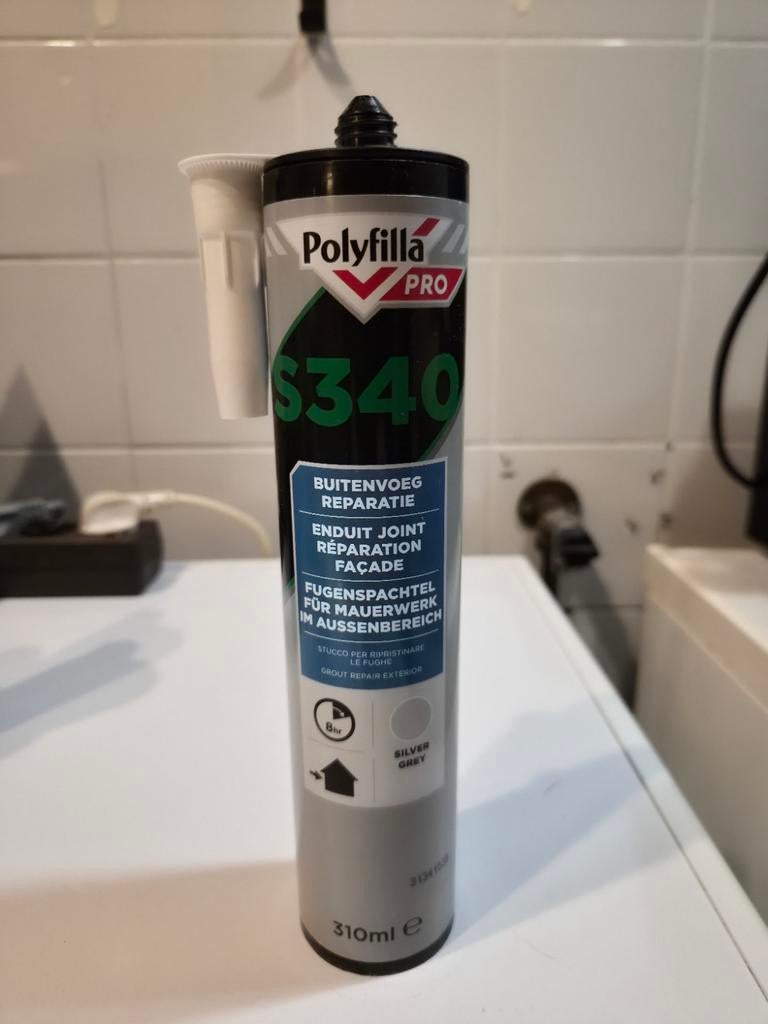 Polyfilla
PRO
S340
BUITENVOEG
REPARATIE
ENDUIT JOINT
RÉPARATION
FAÇADE
FUGENSPACHTEL
FÜR MAUERWERK
IM AUSSENBEREICH
STUCCO PER RIPRISTINARE
LE FUGHE
GROUT REPAIR EXTERIOR
8hr
SILVER
GREY
310ml ℮